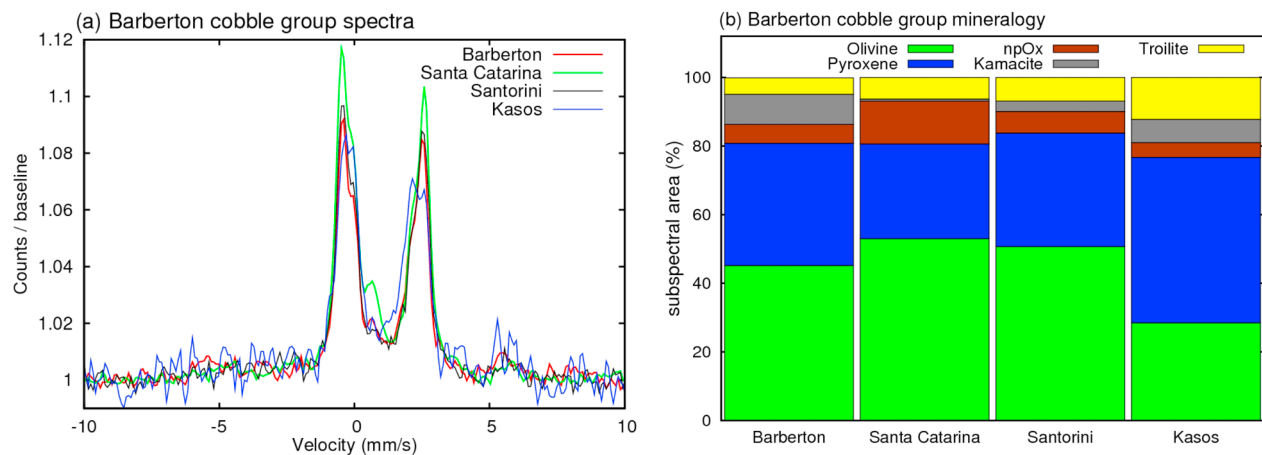 (a) Barberton cobble group spectra
1.12
1.1
1.08
1.06
1.04
1.02
1
Counts / baseline
Barberton
Santa Catarina
Santorini
Kasos
-10
-5
0
5
10
Velocity (mm/s)
(b) Barberton cobble group mineralogy
Olivine
npOx
Troilite
Pyroxene
Kamacite
100
80
60
40
20
0
subspectral area (%)
Barberton
Santa Catarina
Santorini
Kasos